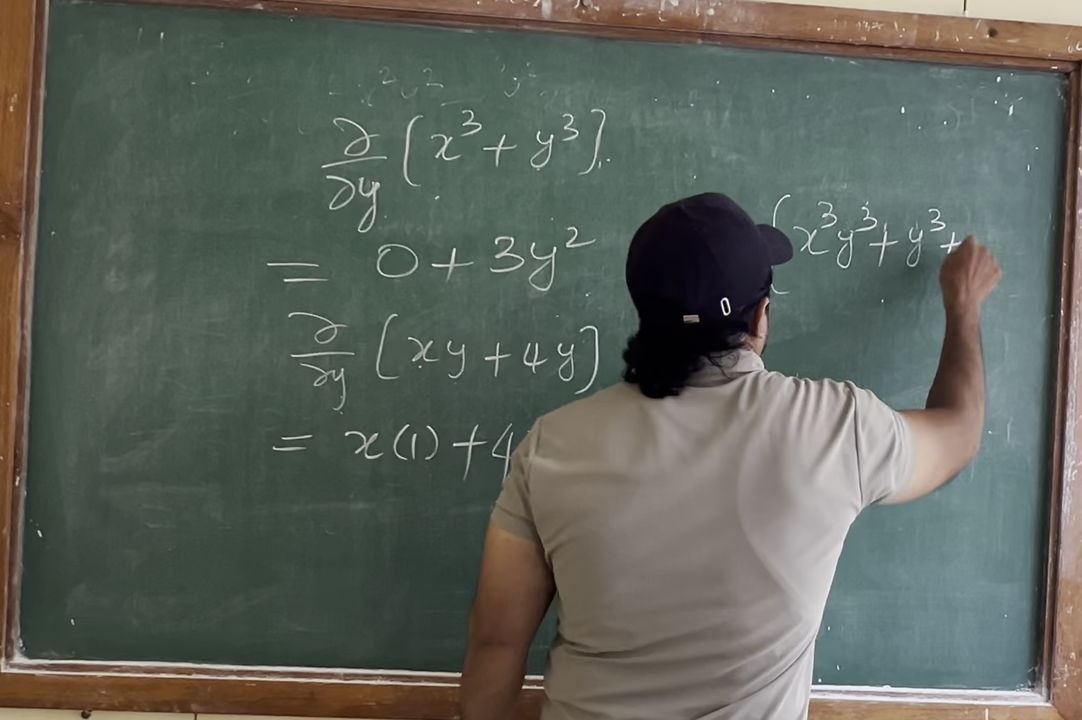 ∂/∂y [x³ + y³]
= 0 + 3y²
∂/∂y [xy + 4y]
= x(1) + 4
[x³y³ + y³ +